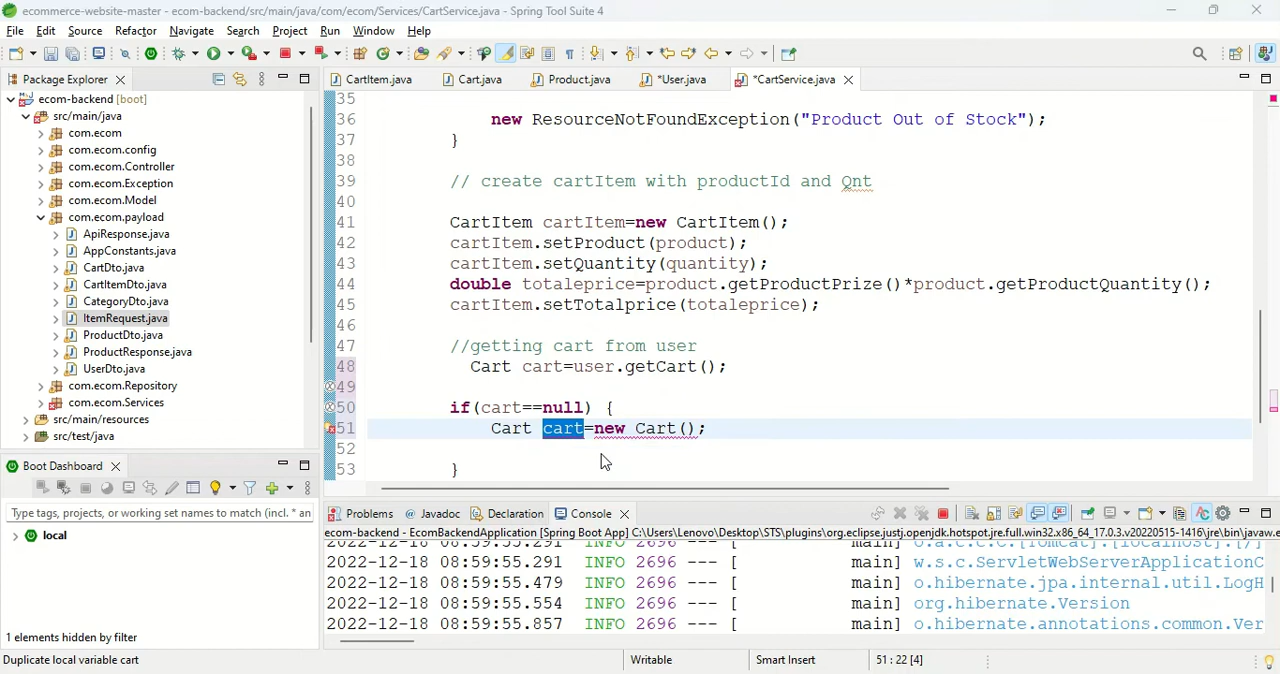 ecommerce-website-master - ecom-backend/src/main/java/com/ecom/Services/CartService.java - Spring Tool Suite 4
File Edit Source Refactor Navigate Search Project Run Window Help
Package Explorer
CartItem.java Cart.java Product.java *User.java *CartService.java
ecom-backend [boot]
src/main/java
com.ecom
com.ecom.config
com.ecom.Controller
com.ecom.Exception
com.ecom.Model
com.ecom.payload
ApiResponse.java
AppConstants.java
CartDto.java
CartItemDto.java
CategoryDto.java
ItemRequest.java
ProductDto.java
ProductResponse.java
UserDto.java
com.ecom.Repository
com.ecom.Services
src/main/resources
src/test/java
35
36 new ResourceNotFoundException("Product Out of Stock");
37 }
38
39 // create cartItem with productId and Qnt
40
41 CartItem cartItem=new CartItem();
42 cartItem.setProduct(product);
43 cartItem.setQuantity(quantity);
44 double totaleprice=product.getProductPrize()*product.getProductQuantity();
45 cartItem.setTotalprice(totaleprice);
46
47 //getting cart from user
48 Cart cart=user.getCart();
49
50 if(cart==null) {
51 Cart cart=new Cart();
52
53 }
Boot Dashboard
Type tags, projects, or working set names to match (incl. * an
local
1 elements hidden by filter
Problems Javadoc Declaration Console
ecom-backend - EcomBackendApplication [Spring Boot App] C:\Users\Lenovo\Desktop\STS\plugins\org.eclipse.justj.openjdk.hotspot.jre.full.win32.x86_64_17.0.3.v20220515-1416\jre\bin\javaw.e
2022-12-18 08:59:55.291 INFO 2696 --- [ main] o.a.c.c.C.[Tomcat].[localhost].[/]
2022-12-18 08:59:55.291 INFO 2696 --- [ main] w.s.c.ServletWebServerApplicationC
2022-12-18 08:59:55.479 INFO 2696 --- [ main] o.hibernate.jpa.internal.util.LogH
2022-12-18 08:59:55.554 INFO 2696 --- [ main] org.hibernate.Version
2022-12-18 08:59:55.857 INFO 2696 --- [ main] o.hibernate.annotations.common.Ver
Duplicate local variable cart Writable Smart Insert 51 : 22 [4]